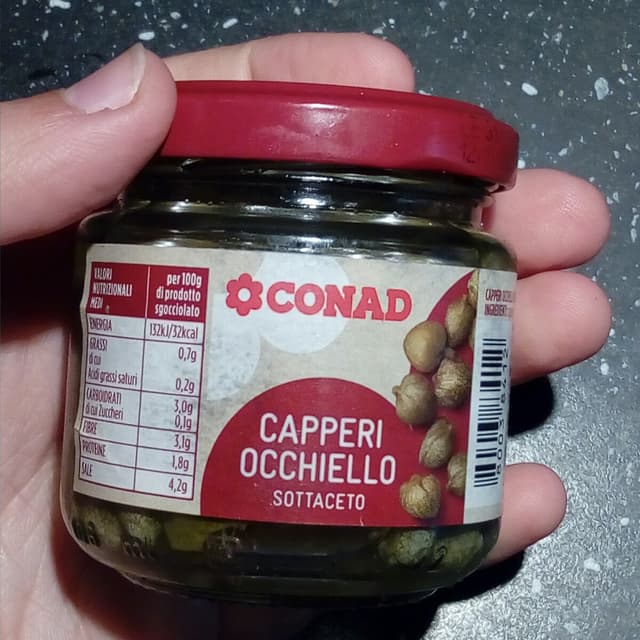 VALORI
NUTRIZIONALI
MEDI
per 100g
di prodotto
sgocciolato
ENERGIA 132kJ/32kcal
GRASSI 0,7g
di cui
Acidi grassi saturi 0,2g
CARBOIDRATI 3,0g
di cui Zuccheri 0,1g
FIBRE 3,1g
PROTEINE 1,8g
SALE 4,2g
CONAD
CAPPERI
OCCHIELLO
SOTTACETO
CAPPERI OCCHIELLO